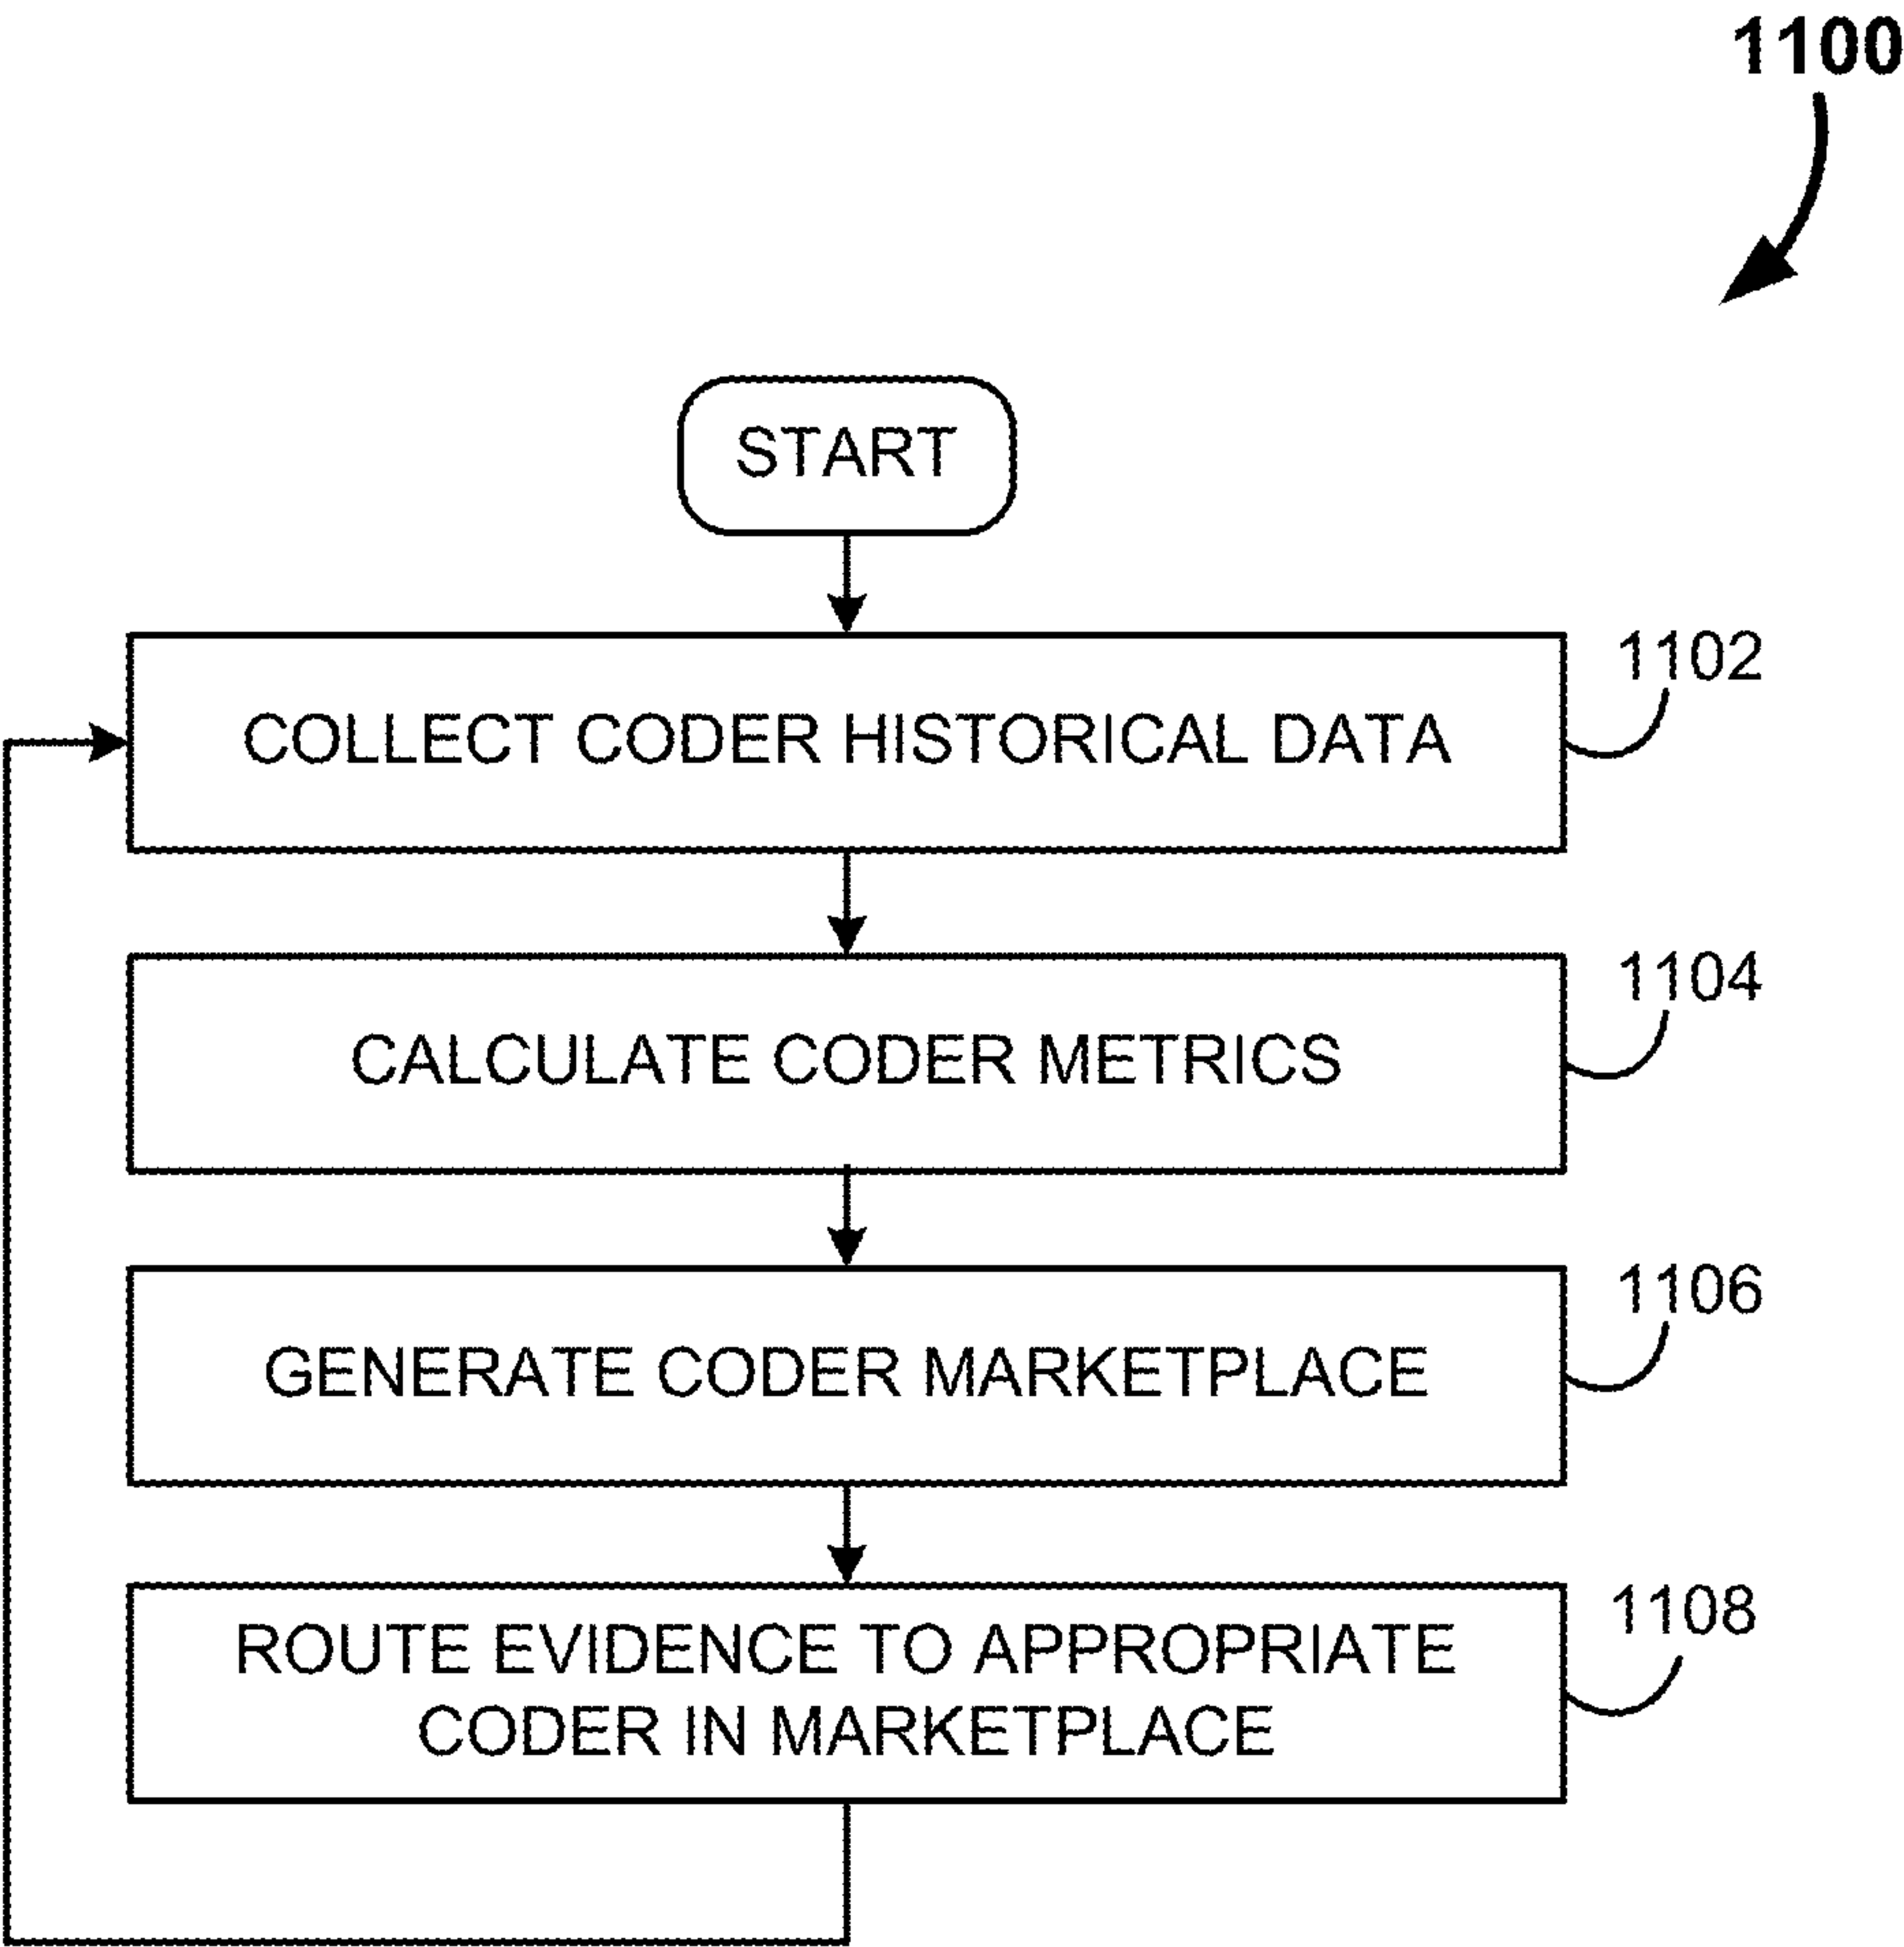 1100
START
1102
COLLECT CODER HISTORICAL DATA
1104
CALCULATE CODER METRICS
1106
GENERATE CODER MARKETPLACE
1108
ROUTE EVIDENCE TO APPROPRIATE
CODER IN MARKETPLACE